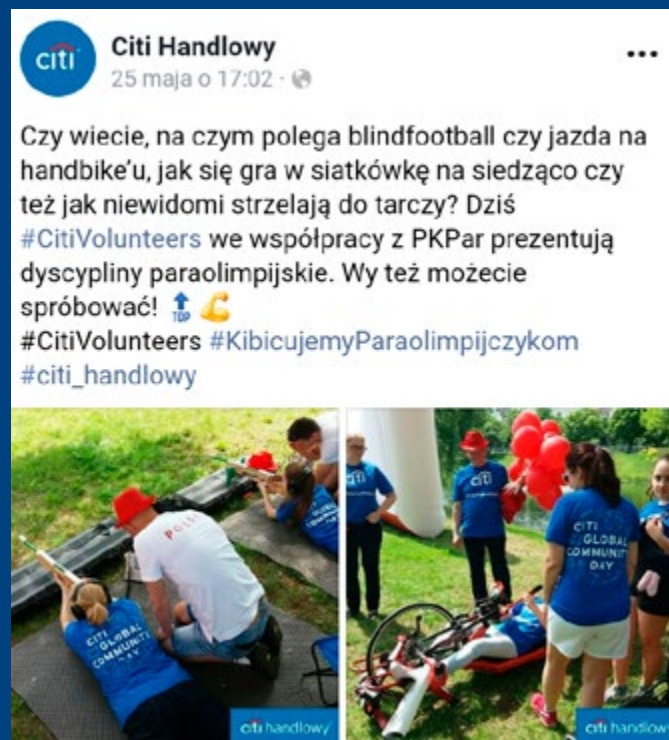 citi
Citi Handlowy
25 maja o 17:02 ·
Czy wiecie, na czym polega blindfootball czy jazda na
handbike'u, jak się gra w siatkówkę na siedząco czy
też jak niewidomi strzelają do tarczy? Dziś
#CitiVolunteers we współpracy z PKPar prezentują
dyscypliny paraolimpijskie. Wy też możecie
spróbować! 🔝 💪
#CitiVolunteers #KibicujemyParaolimpijczykom
#citi_handlowy
POLSKA
CITI
GLOBAL
COMMUNITY
DAY
citi handlowy
citi
CITI
GLOBAL
COMMUNITY
DAY
citi handlowy